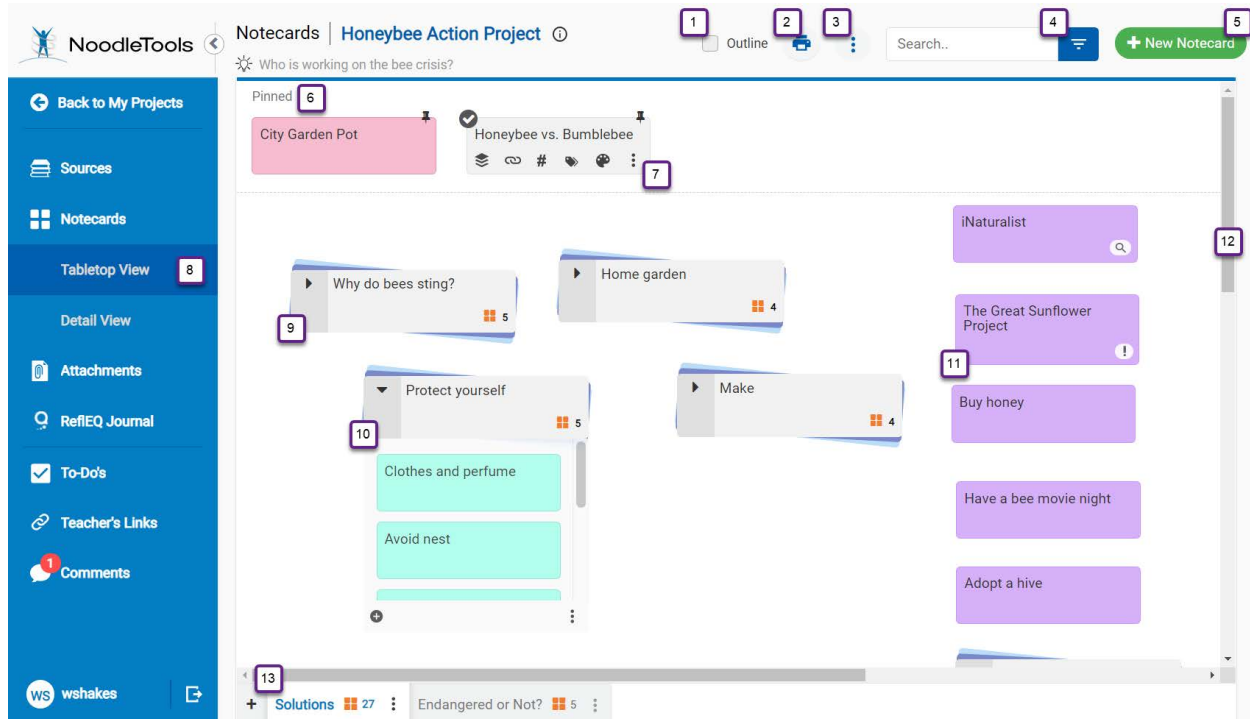 NoodleTools
Notecards | Honeybee Action Project
Who is working on the bee crisis?
1
Outline
2
3
Search..
4
+ New Notecard
5
Back to My Projects
Sources
Notecards
Tabletop View
8
Detail View
Attachments
ReflEQ Journal
To-Do's
Teacher's Links
1
Comments
WS
wshakes
Pinned
6
City Garden Pot
Honeybee vs. Bumblebee
#
7
Why do bees sting?
5
9
Home garden
4
Protect yourself
5
10
Clothes and perfume
Avoid nest
Make
4
iNaturalist
12
The Great Sunflower
Project
!
11
Buy honey
Have a bee movie night
Adopt a hive
13
+ Solutions 27
Endangered or Not? 5